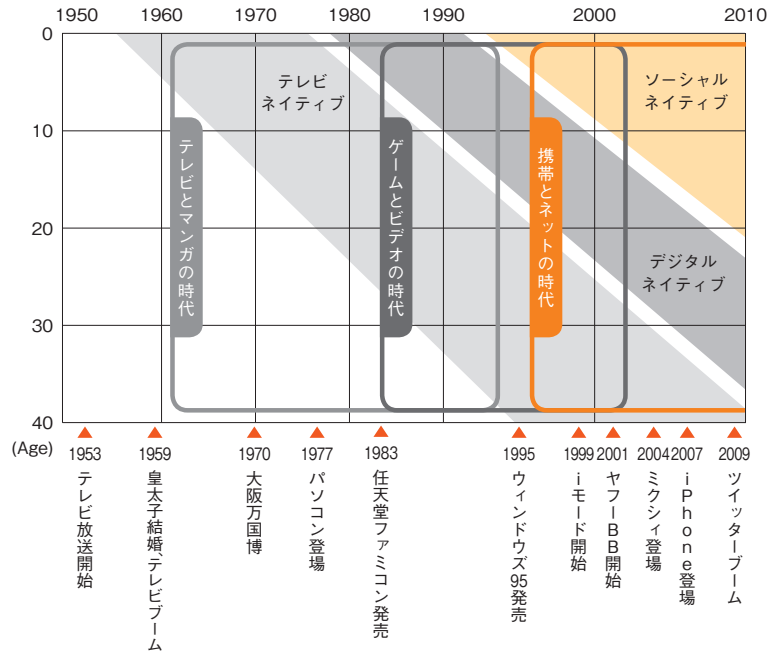 1950 1960 1970 1980 1990 2000 2010
0
テレビ
ネイティブ
ソーシャル
ネイティブ
10
テレビとマンガの時代
ゲームとビデオの時代
携帯とネットの時代
20
デジタル
ネイティブ
30
40
(Age)
1953
テレビ放送開始
1959
皇太子結婚、テレビブーム
1970
大阪万国博
1977
パソコン登場
1983
任天堂ファミコン発売
1995
ウィンドウズ95発売
1999
iモード開始
2001
ヤフーBB開始
2004
ミクシィ登場
2007
iPhone登場
2009
ツイッターブーム